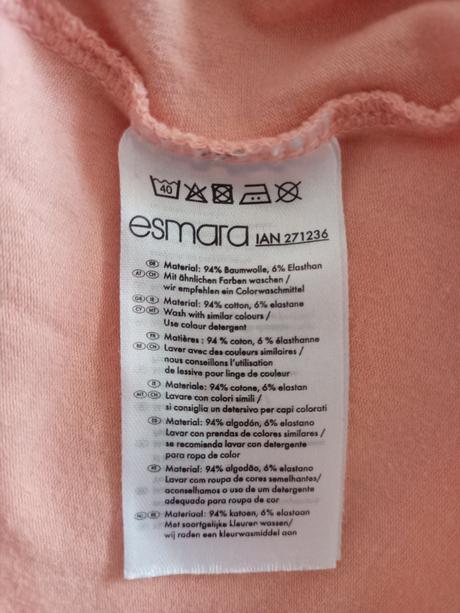 40
esmara IAN 271236
DE Material: 94% Baumwolle, 6% Elasthan
AT CH Mit ähnlichen Farben waschen /
wir empfehlen ein Colorwaschmittel
GB IE Material: 94% cotton, 6% elastane
CY MT Wash with similar colours /
Use colour detergent
FR Matières : 94 % coton, 6 % élasthanne
BE CH Laver avec des couleurs similaires /
nous conseillons l'utilisation
de lessive pour linge de couleur
IT Materiale: 94% cotone, 6% elastan
MT CH Lavare con colori simili /
si consiglia un detersivo per capi colorati
ES Material: 94% algodón, 6% elastano
Lavar con prendas de colores similares /
se recomienda lavar con detergente
para ropa de color
PT Material: 94% algodão, 6% elastano
Lavar com roupa de cores semelhantes/
aconselhamos o uso de um detergente
adequado para roupa de cor
NL BE Materiaal: 94% katoen, 6% elastaan
Met soortgelijke kleuren wassen/
wij raden een kleurwasmiddel aan